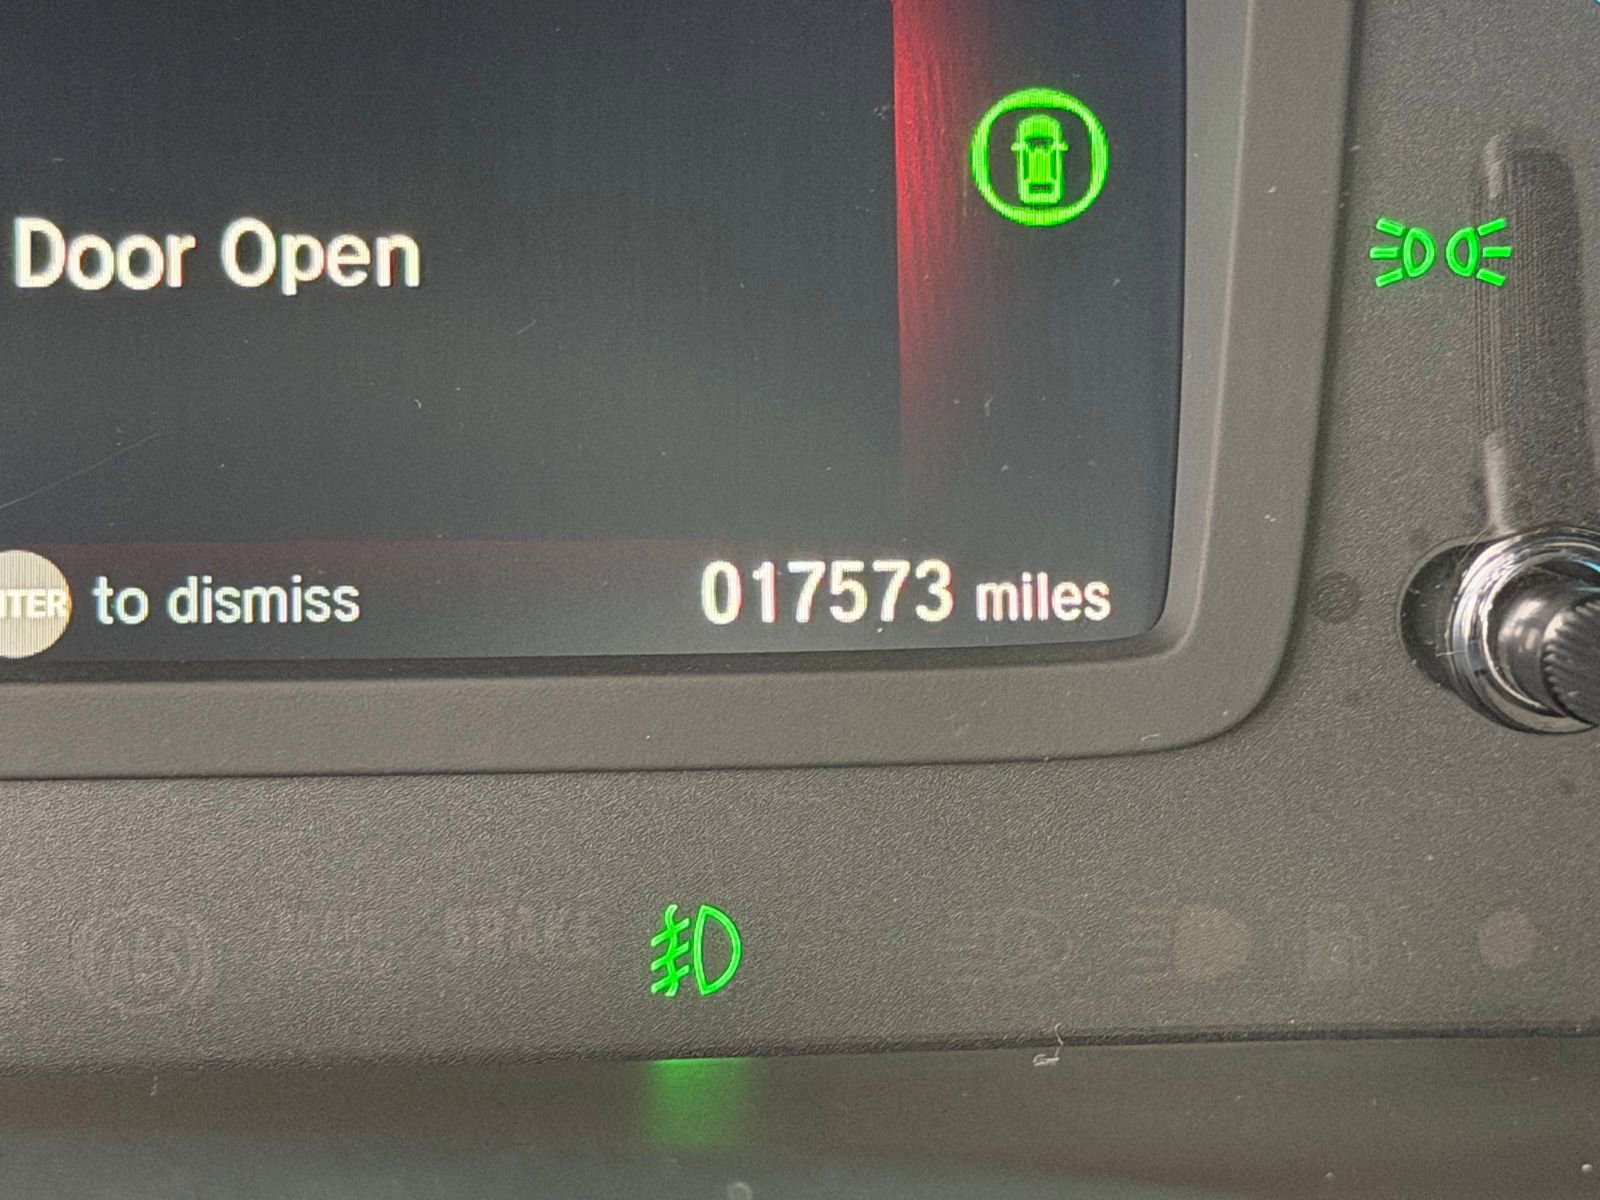 Door Open
to dismiss
017573 miles